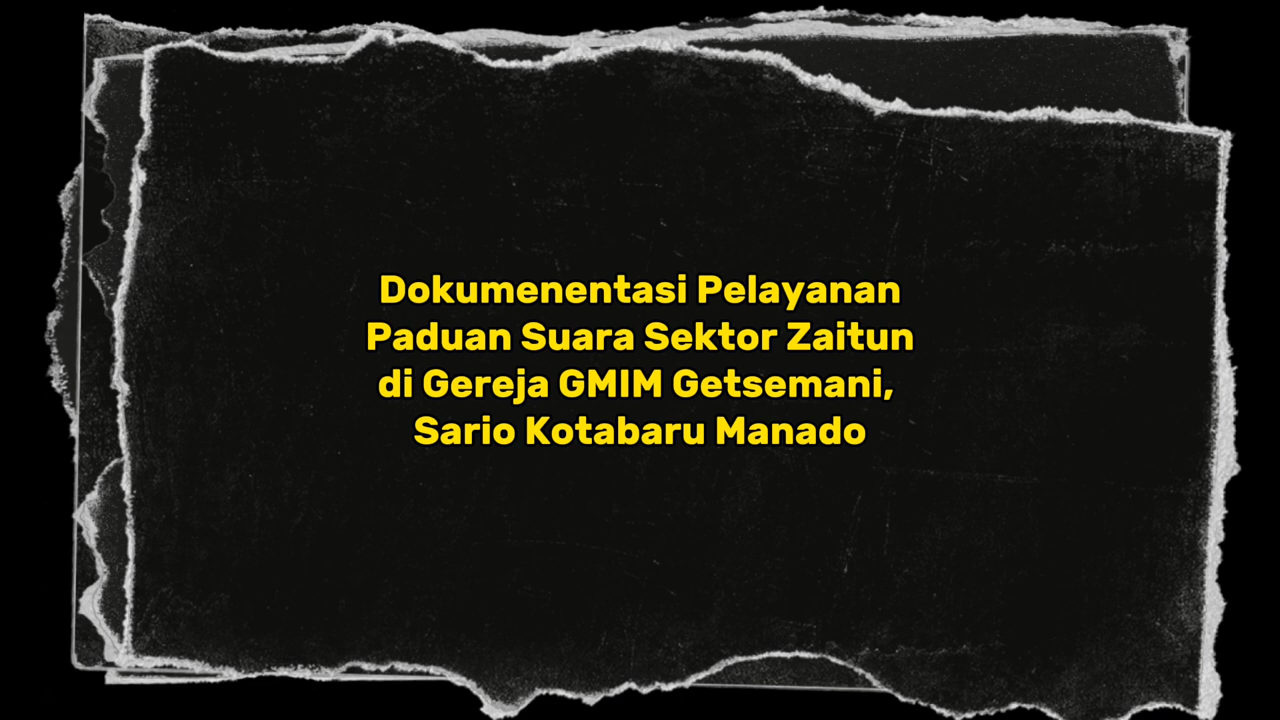 Dokumenentasi Pelayanan
Paduan Suara Sektor Zaitun
di Gereja GMIM Getsemani,
Sario Kotabaru Manado